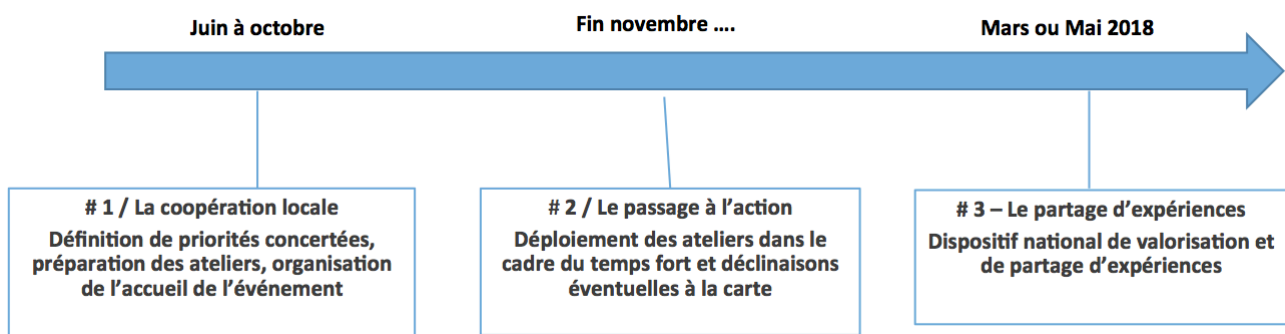 Juin à octobre
Fin novembre ....
Mars ou Mai 2018
# 1 / La coopération locale
Définition de priorités concertées,
préparation des ateliers, organisation
de l’accueil de l’événement
# 2 / Le passage à l’action
Déploiement des ateliers dans le
cadre du temps fort et déclinaisons
éventuelles à la carte
# 3 – Le partage d’expériences
Dispositif national de valorisation et
de partage d’expériences